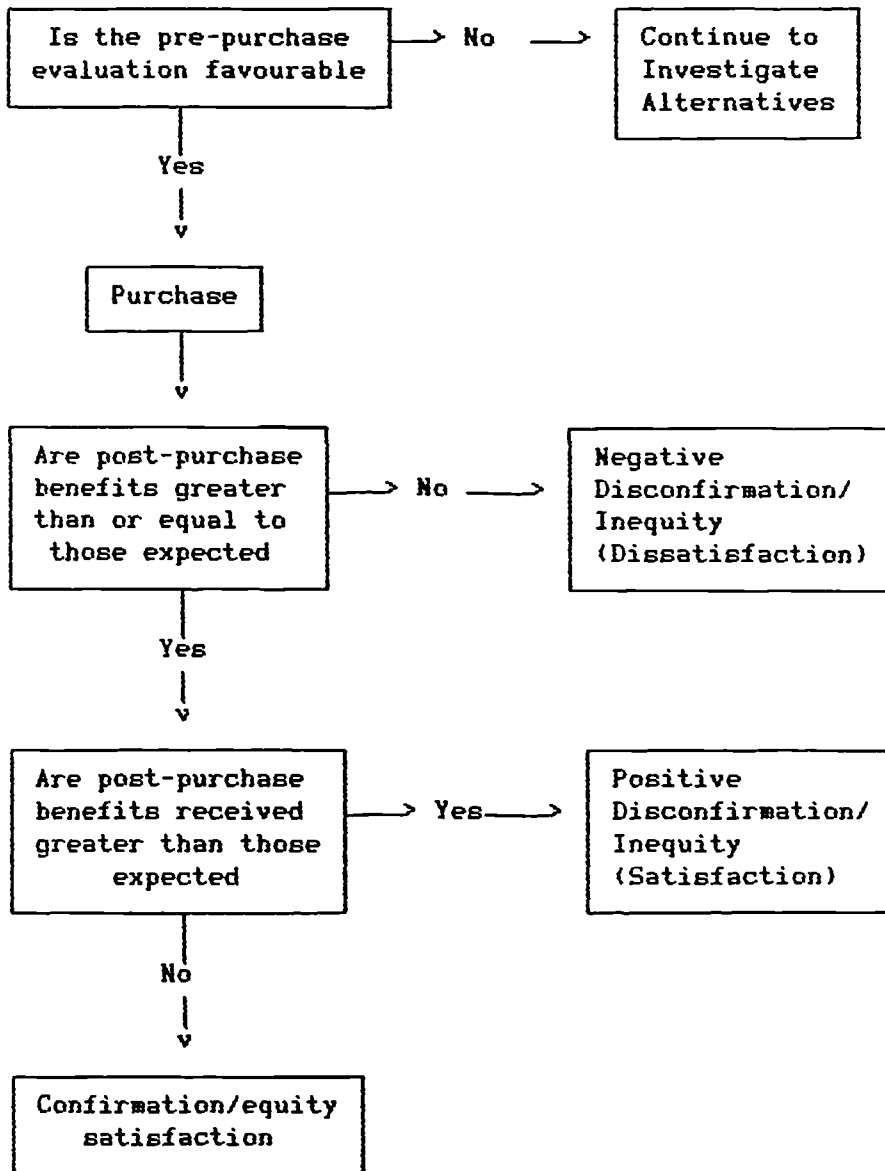 Is the pre-purchase
evaluation favourable
No
Continue to
Investigate
Alternatives
Yes
Purchase
Are post-purchase
benefits greater
than or equal to
those expected
No
Negative
Disconfirmation/
Inequity
(Dissatisfaction)
Yes
Are post-purchase
benefits received
greater than those
expected
Yes
Positive
Disconfirmation/
Inequity
(Satisfaction)
No
Confirmation/equity
satisfaction